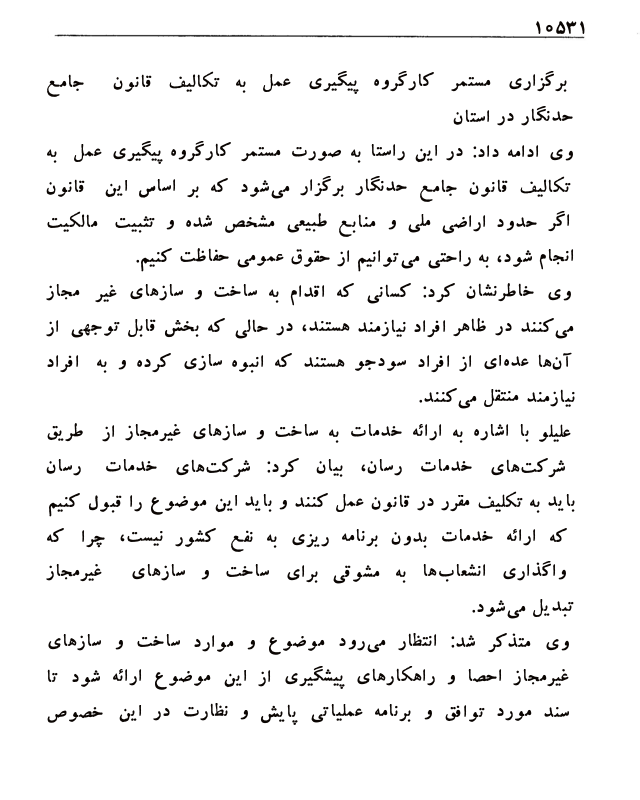 ۱۰۵۳۱
برگزاری مستمر کارگروه پیگیری عمل به تکالیف قانون جامع
حدنگار در استان
وی ادامه داد: در این راستا به صورت مستمر کارگروه پیگیری عمل به
تکالیف قانون جامع حدنگار برگزار می‌شود که بر اساس این قانون
اگر حدود اراضی ملی و منابع طبیعی مشخص شده و تثبیت مالکیت
انجام شود، به راحتی می‌توانیم از حقوق عمومی حفاظت کنیم.
وی خاطرنشان کرد: کسانی که اقدام به ساخت و سازهای غیر مجاز
می‌کنند در ظاهر افراد نیازمند هستند، در حالی که بخش قابل توجهی از
آن‌ها عده‌ای از افراد سودجو هستند که انبوه سازی کرده و به افراد
نیازمند منتقل می‌کنند.
علیلو با اشاره به ارائه خدمات به ساخت و سازهای غیرمجاز از طریق
شرکت‌های خدمات رسان، بیان کرد: شرکت‌های خدمات رسان
باید به تکلیف مقرر در قانون عمل کنند و باید این موضوع را قبول کنیم
که ارائه خدمات بدون برنامه ریزی به نفع کشور نیست، چرا که
واگذاری انشعاب‌ها به مشوقی برای ساخت و سازهای غیرمجاز
تبدیل می‌شود.
وی متذکر شد: انتظار می‌رود موضوع و موارد ساخت و سازهای
غیرمجاز احصا و راهکارهای پیشگیری از این موضوع ارائه شود تا
سند مورد توافق و برنامه عملیاتی پایش و نظارت در این خصوص